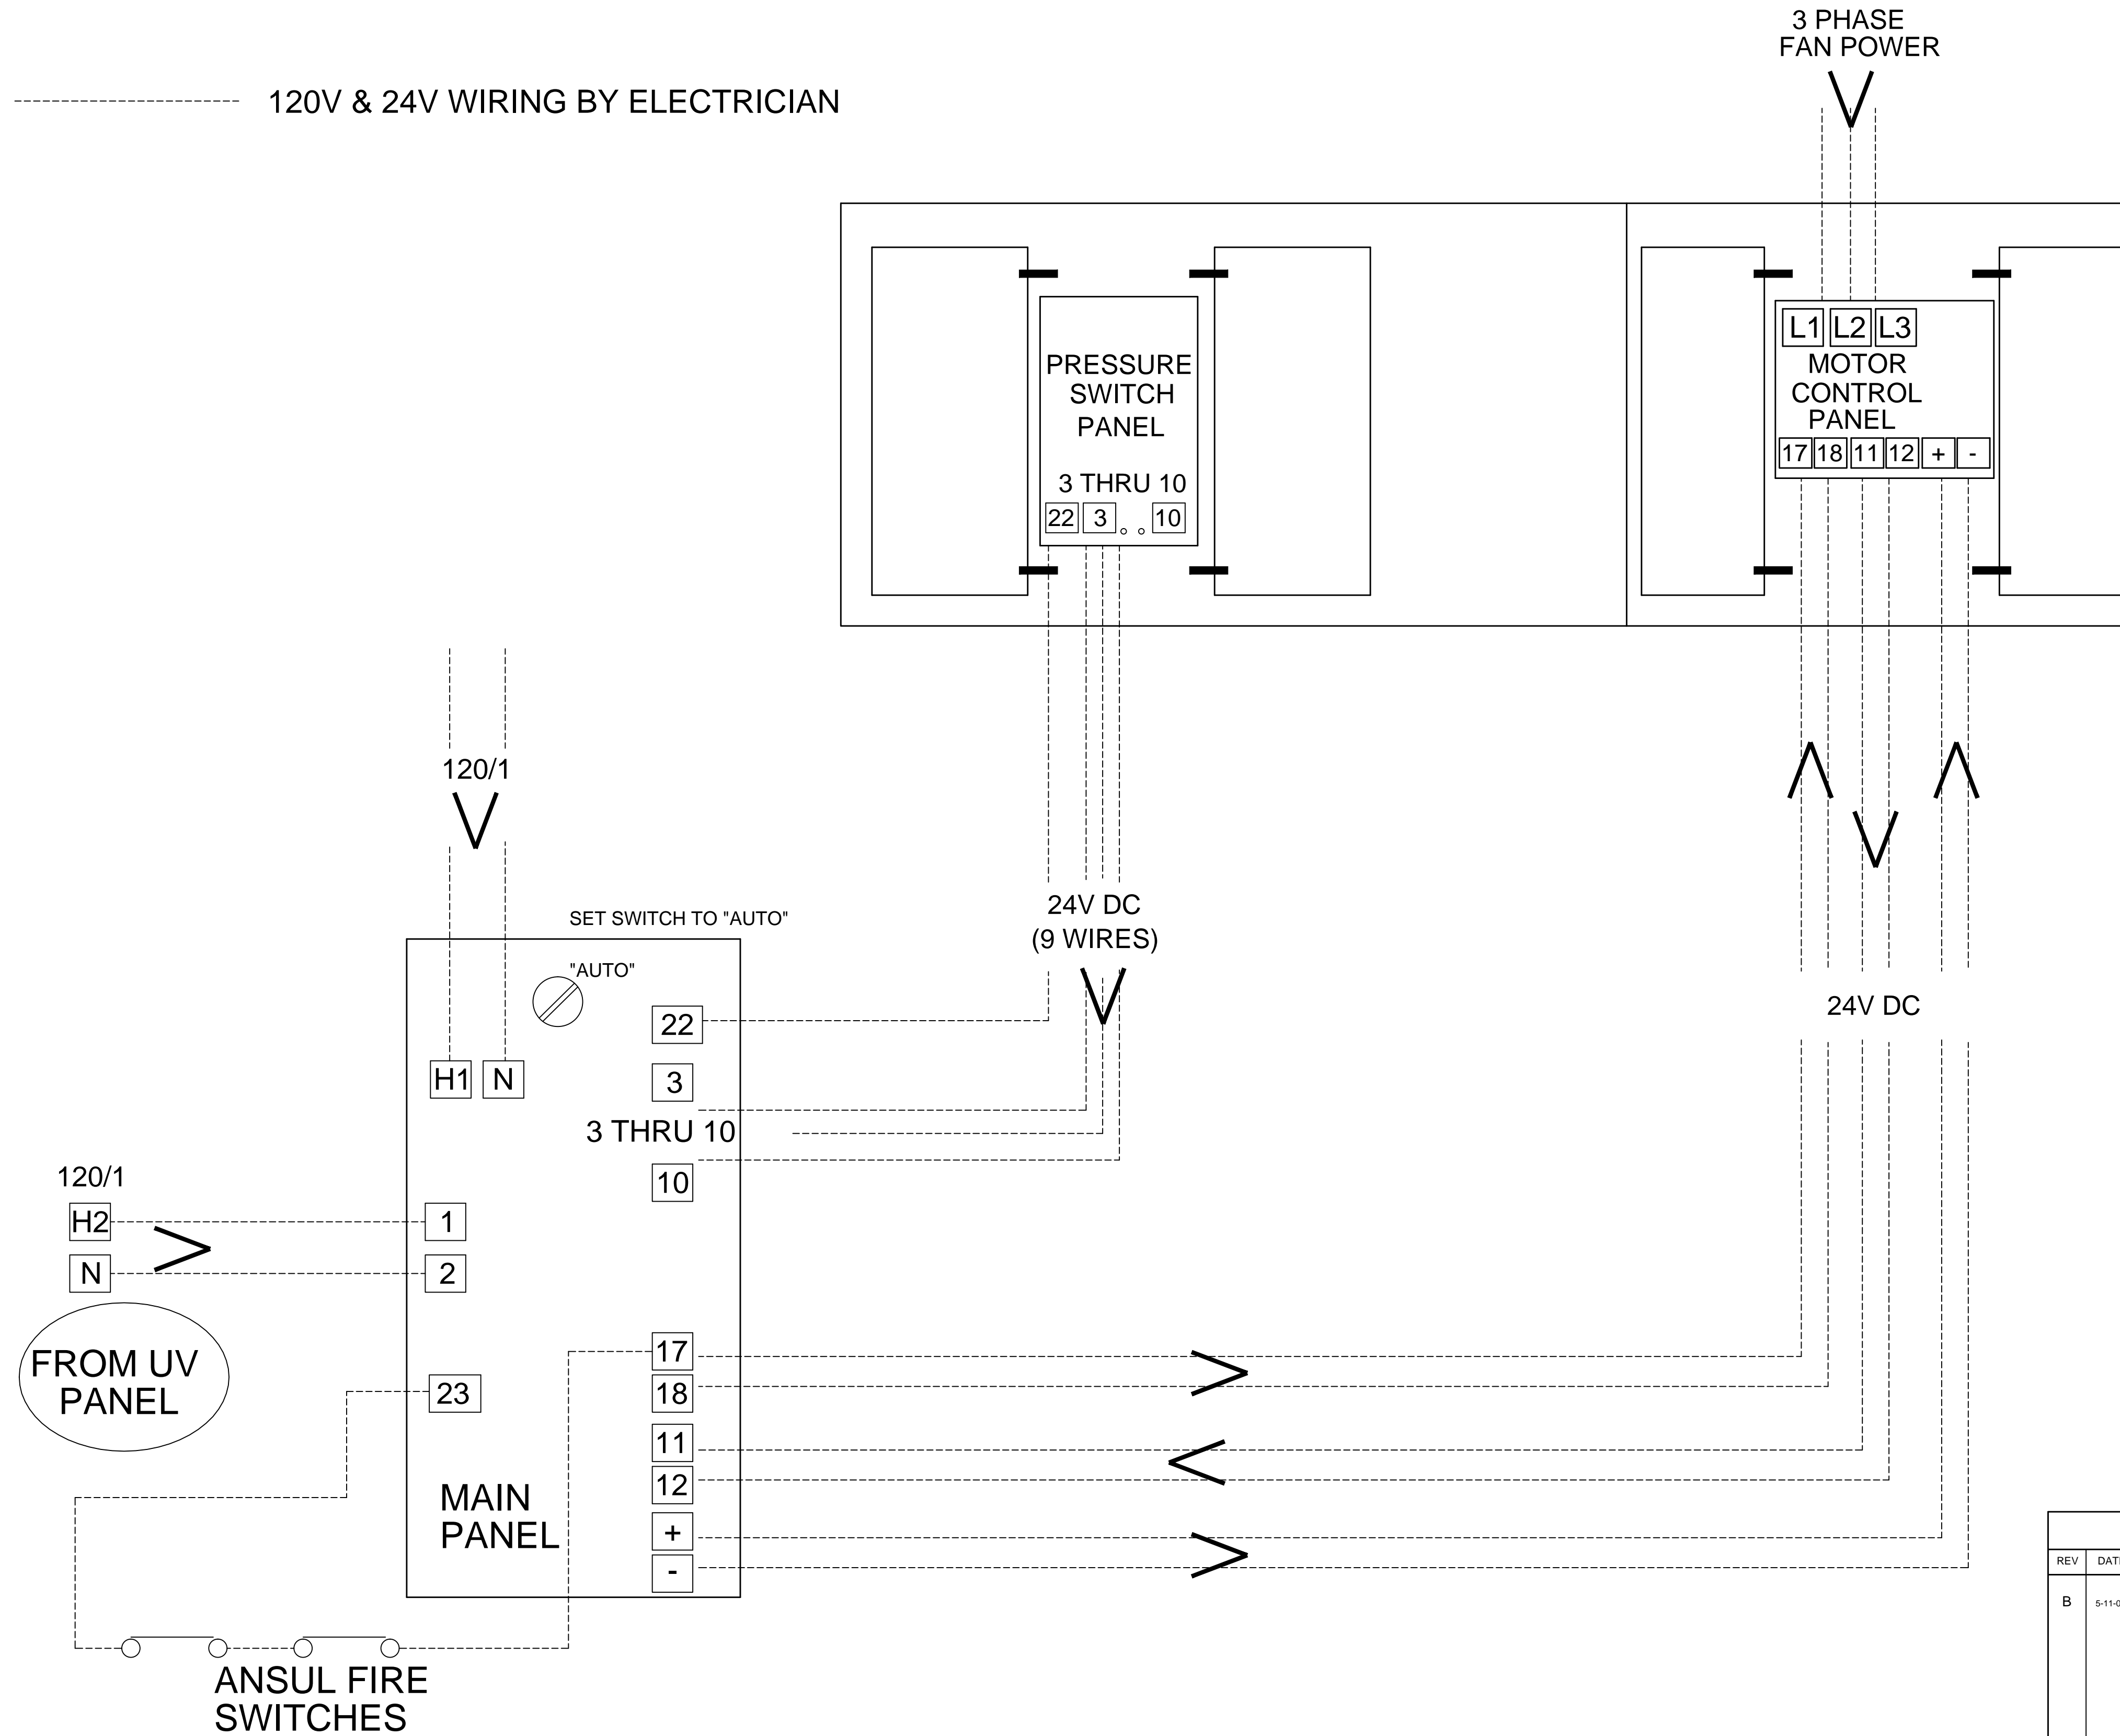 3 PHASE
FAN POWER
120V & 24V WIRING BY ELECTRICIAN
L1 L2 L3
MOTOR
CONTROL
PANEL
17 18 11 12 + -
PRESSURE
SWITCH
PANEL
3 THRU 10
22 3 10
120/1
24V DC
(9 WIRES)
SET SWITCH TO "AUTO"
"AUTO"
24V DC
22
H1 N
3
3 THRU 10
10
120/1
H2
N
1
2
FROM UV
PANEL
23
17
18
11
12
+
-
MAIN
PANEL
ANSUL FIRE
SWITCHES
REV
B